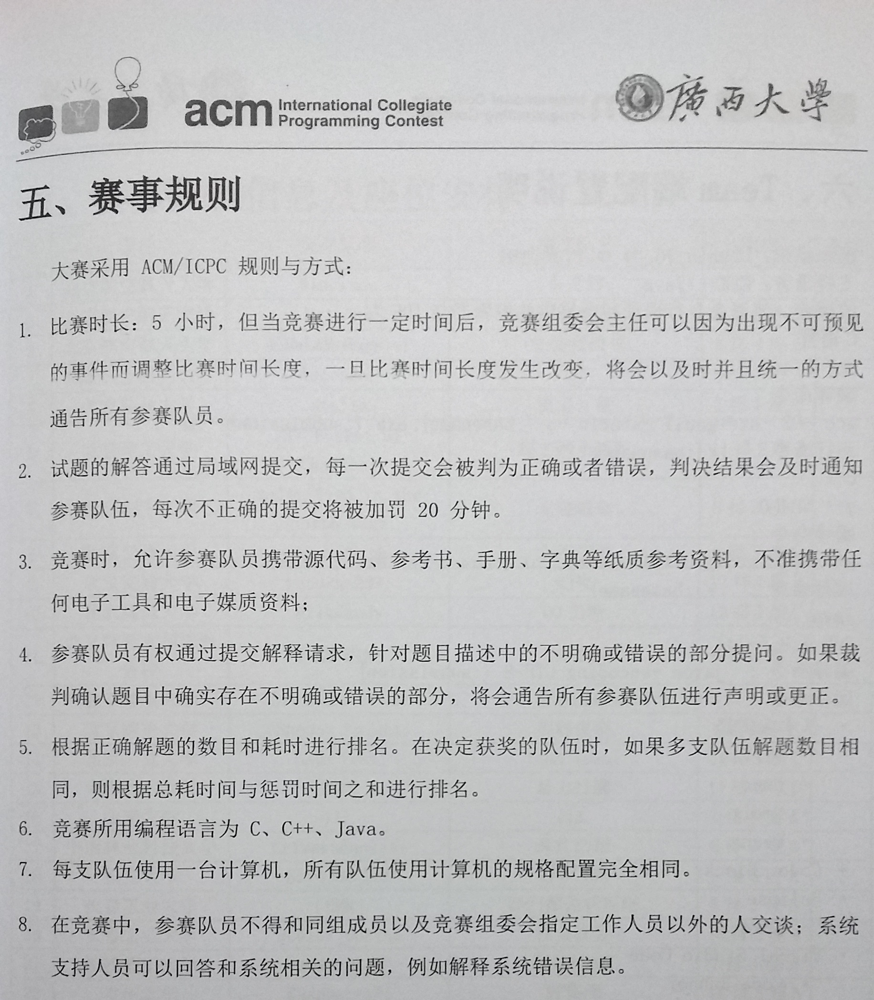 acm International Collegiate
Programming Contest
廣西大學
五、赛事规则
大赛采用 ACM/ICPC 规则与方式：
1. 比赛时长：5 小时，但当竞赛进行一定时间后，竞赛组委会主任可以因为出现不可预见
的事件而调整比赛时间长度，一旦比赛时间长度发生改变，将会以及时并且统一的方式
通告所有参赛队员。
2. 试题的解答通过局域网提交，每一次提交会被判为正确或者错误，判决结果会及时通知
参赛队伍，每次不正确的提交将被加罚 20 分钟。
3. 竞赛时，允许参赛队员携带源代码、参考书、手册、字典等纸质参考资料，不准携带任
何电子工具和电子媒质资料；
4. 参赛队员有权通过提交解释请求，针对题目描述中的不明确或错误的部分提问。如果裁
判确认题目中确实存在不明确或错误的部分，将会通告所有参赛队伍进行声明或更正。
5. 根据正确解题的数目和耗时进行排名。在决定获奖的队伍时，如果多支队伍解题数目相
同，则根据总耗时间与惩罚时间之和进行排名。
6. 竞赛所用编程语言为 C、C++、Java。
7. 每支队伍使用一台计算机，所有队伍使用计算机的规格配置完全相同。
8. 在竞赛中，参赛队员不得和同组成员以及竞赛组委会指定工作人员以外的人交谈；系统
支持人员可以回答和系统相关的问题，例如解释系统错误信息。